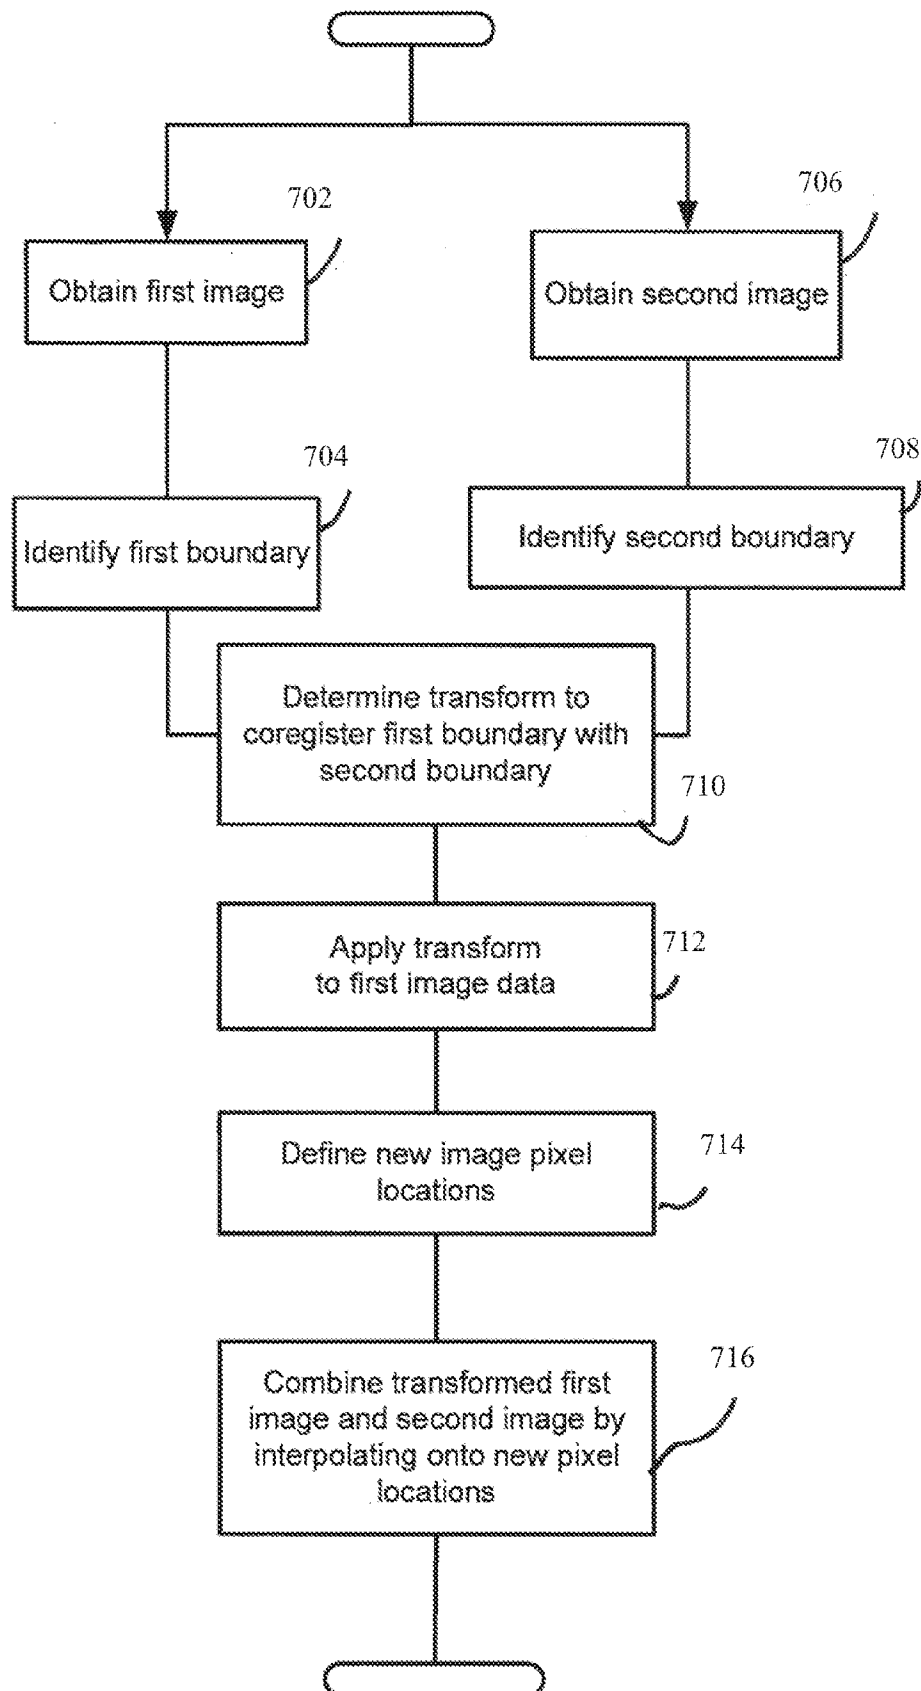 702
706
Obtain first image
Obtain second image
704
708
Identify first boundary
Identify second boundary
Determine transform to
coregister first boundary with
second boundary
710
Apply transform
to first image data
712
Define new image pixel
locations
714
Combine transformed first
image and second image by
interpolating onto new pixel
locations
716